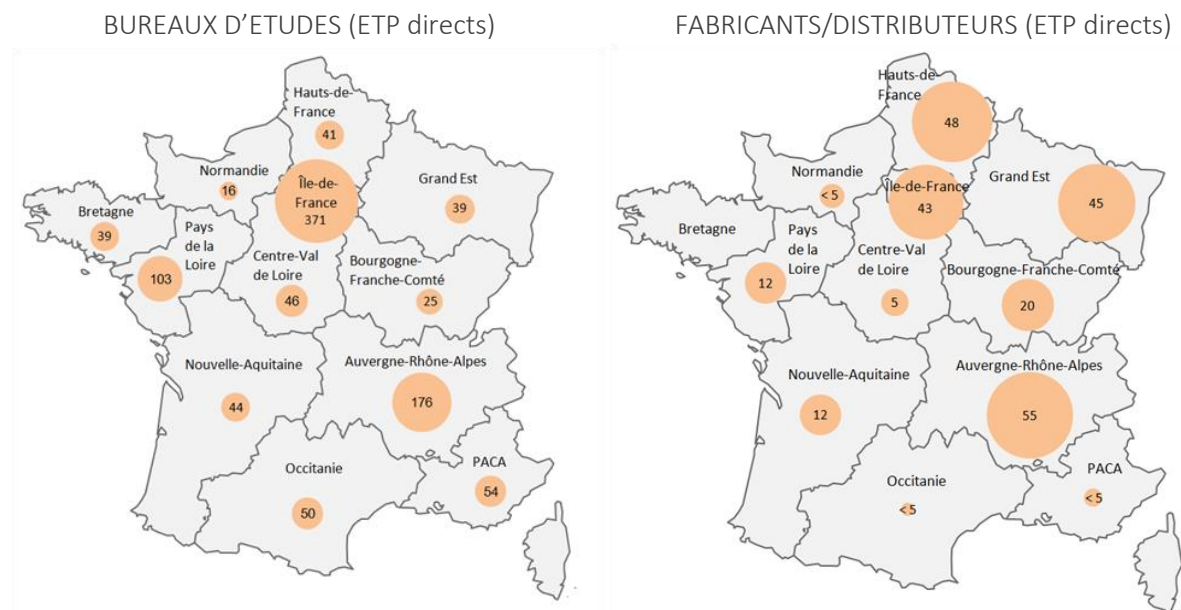 BUREAUX D’ETUDES (ETP directs)
Hauts-de-
France
41
Normandie
16
Île-de-
France
371
Grand Est
39
Bretagne
39
Pays
de la
Loire
103
Centre-Val
de Loire
46
Bourgogne-
Franche-Comté
25
Nouvelle-Aquitaine
44
Auvergne-Rhône-Alpes
176
Occitanie
50
PACA
54
FABRICANTS/DISTRIBUTEURS (ETP directs)
Hauts-de-
France
48
Normandie
< 5
Île-de-France
43
Grand Est
45
Bretagne
Pays
de la
Loire
12
Centre-Val
de Loire
5
Bourgogne-Franche-Comté
20
Nouvelle-Aquitaine
12
Auvergne-Rhône-Alpes
55
Occitanie
< 5
PACA
< 5